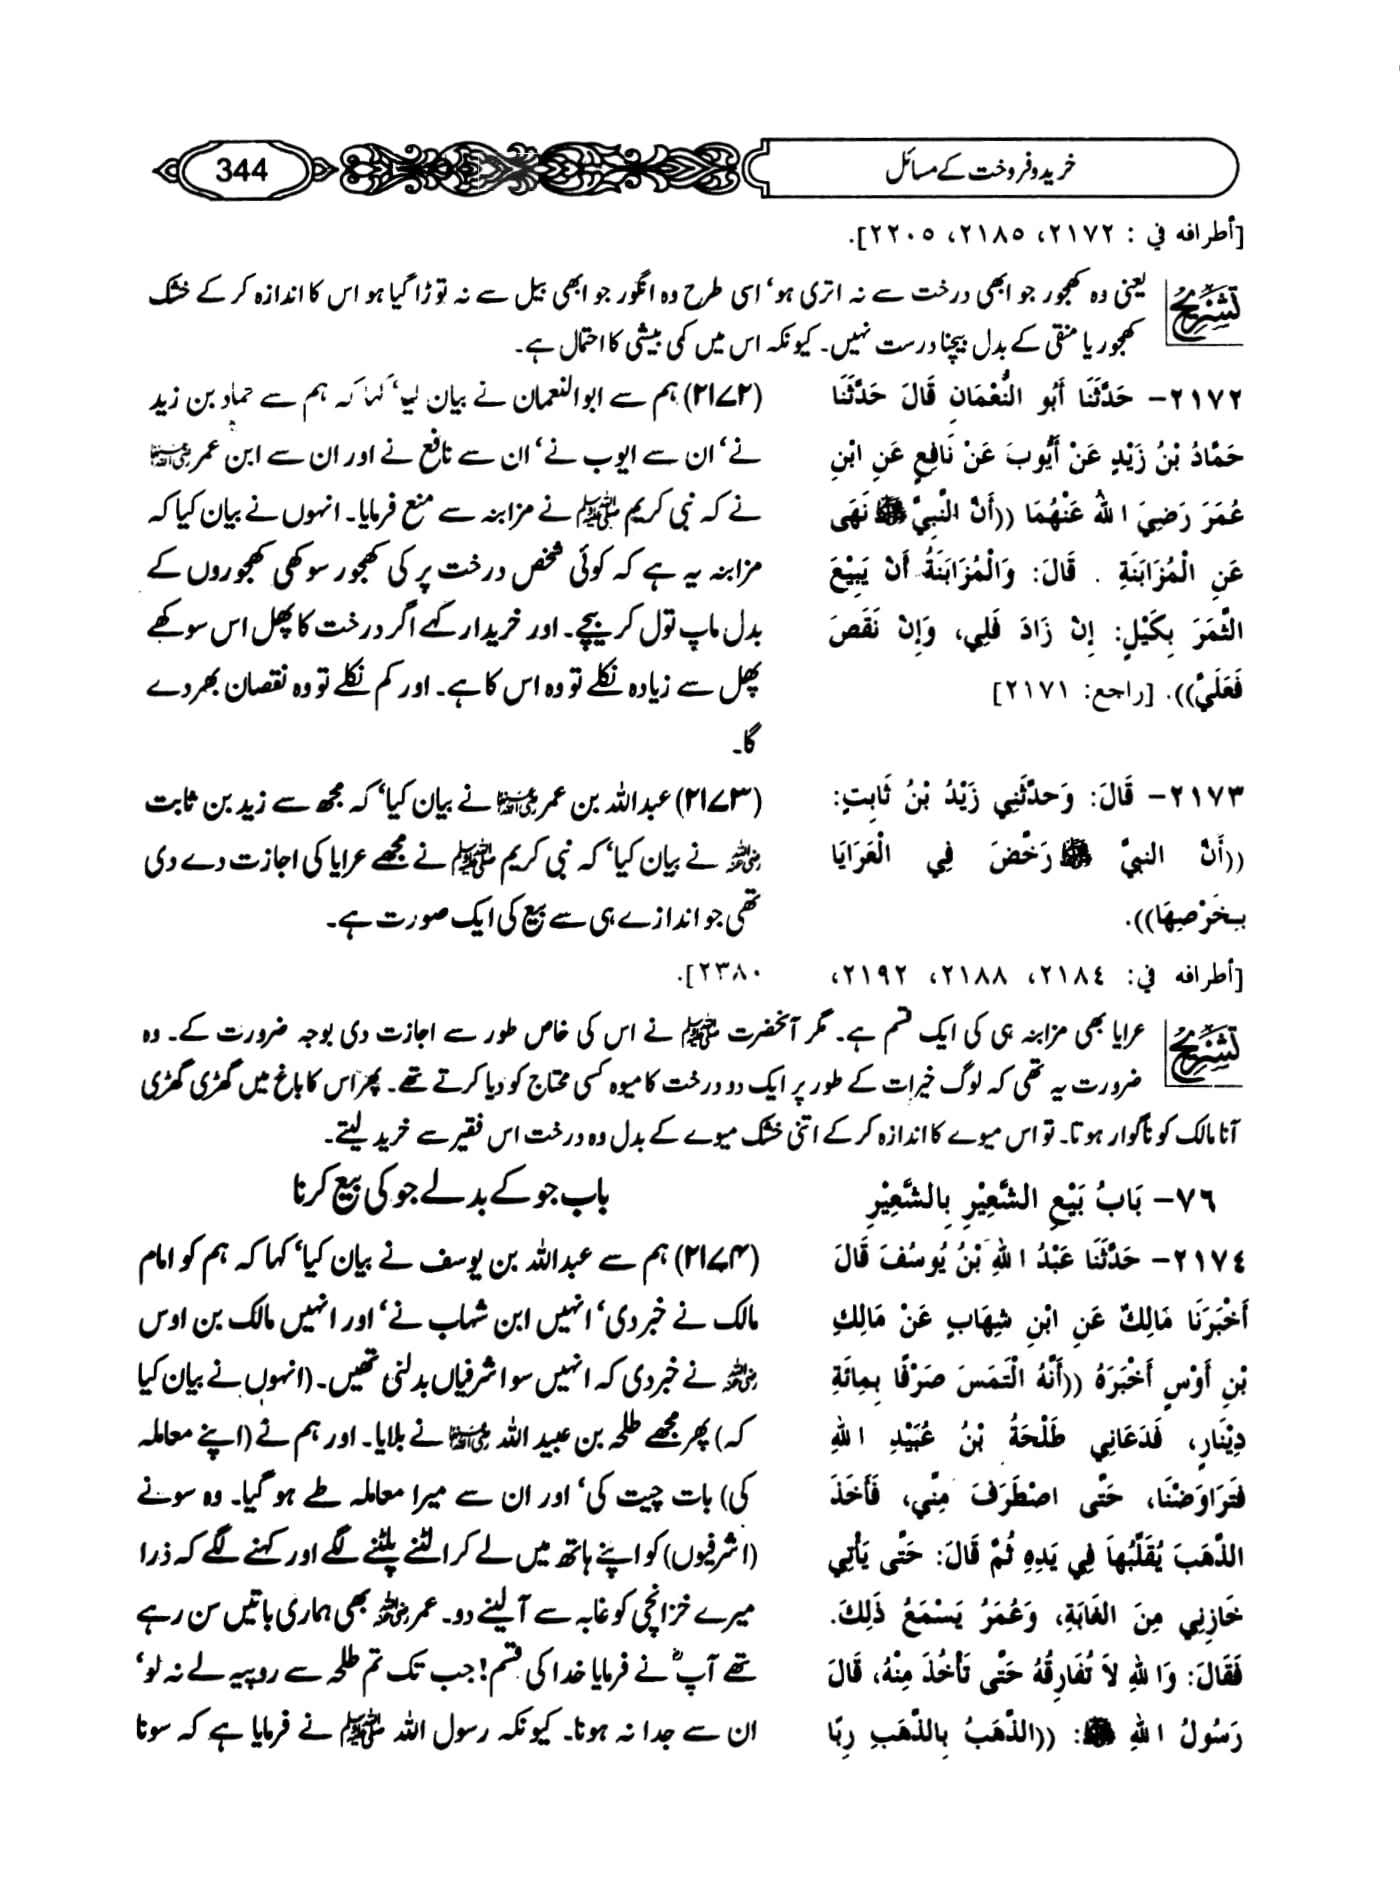 خرید و فروخت کے مسائل
344
[أطرافه في : ٢١٧٢، ٢١٨٥، ٢٢٠٥].
تشریح
یعنی وہ کھجور جو ابھی درخت سے نہ اتری ہو‘ اسی طرح وہ انگور جو ابھی بیل سے نہ توڑا گیا ہو اس کا اندازہ کر کے خشک
کھجور یا منقی کے بدل بیچنا درست نہیں۔ کیونکہ اس میں کمی بیشی کا احتمال ہے۔
٢١٧٢- حَدَّثَنَا أَبُو النُّعْمَانِ قَالَ حَدَّثَنَا
حَمَّادُ بْنُ زَيْدٍ عَنْ أَيُّوبَ عَنْ نَافِعٍ عَنِ ابْنِ
عُمَرَ رَضِيَ اللهُ عَنْهُمَا ((أَنَّ النَّبِيَّ ﷺ نَهَى
عَنِ الْمُزَابَنَةِ . قَالَ: وَالْمُزَابَنَةُ أَنْ يَبِيْعَ
الثَّمَرَ بِكَيْلٍ: إِنْ زَادَ فَلِي، وَإِنْ نَقَصَ
فَعَلَيَّ)). [راجع: ٢١٧١]
(۲۱۷۲) ہم سے ابوالنعمان نے بیان کیا‘ کہا کہ ہم سے حماد بن زید
نے‘ ان سے ایوب نے‘ ان سے نافع نے اور ان سے ابن عمر رضی اللہ عنہما
نے کہ نبی کریم ﷺ نے مزابنہ سے منع فرمایا۔ انہوں نے بیان کیا کہ
مزابنہ یہ ہے کہ کوئی شخص درخت پر کی کھجور سوکھی کھجوروں کے
بدل ماپ تول کر بیچے۔ اور خریدار کہے اگر درخت کا پھل اس سوکھے
پھل سے زیادہ نکلے تو وہ اس کا ہے۔ اور کم نکلے تو وہ نقصان بھر دے
گا۔
٢١٧٣- قَالَ: وَحَدَّثَنِي زَيْدُ بْنُ ثَابِتٍ:
((أَنَّ النبيَّ ﷺ رَخَّصَ فِي الْعَرَايَا
بِخَرْصِهَا)).
(۲۱۷۳) عبداللہ بن عمر رضی اللہ عنہما نے بیان کیا‘ کہ مجھ سے زید بن ثابت
رضی اللہ عنہ نے بیان کیا‘ کہ نبی کریم ﷺ نے مجھے عرایا کی اجازت دے دی
تھی جو اندازے ہی سے بیع کی ایک صورت ہے۔
[أطرافه في: ٢١٨٤، ٢١٨٨، ٢١٩٢، ٢٣٨٠].
تشریح
عرایا بھی مزابنہ ہی کی ایک قسم ہے۔ مگر آنحضرت ﷺ نے اس کی خاص طور سے اجازت دی بوجہ ضرورت کے۔ وہ
ضرورت یہ تھی کہ لوگ خیرات کے طور پر ایک دو درخت کا میوہ کسی محتاج کو دیا کرتے تھے۔ پھر اس کا باغ میں گھڑی گھڑی
آنا مالک کو ناگوار ہوتا۔ تو اس میوے کا اندازہ کر کے اتنی خشک میوے کے بدل وہ درخت اس فقیر سے خرید لیتے۔
٧٦- بَابُ بَيْعِ الشَّعِيْرِ بِالشَّعِيْرِ
باب جو کے بدلے جو کی بیع کرنا
٢١٧٤- حَدَّثَنَا عَبْدُ اللهِ بْنُ يُوسُفَ قَالَ
أَخْبَرَنَا مَالِكٌ عَنِ ابْنِ شِهَابٍ عَنْ مَالِكِ
بْنِ أَوْسٍ أَخْبَرَهُ ((أَنَّهُ الْتَمَسَ صَرْفًا بِمِائَةِ
دِيْنَارٍ، فَدَعَانِي طَلْحَةُ بْنُ عُبَيْدِ اللهِ
فَتَرَاوَضْنَا، حَتَّى اصْطَرَفَ مِنِّي، فَأَخَذَ
الذَّهَبَ يُقَلِّبُهَا فِي يَدِهِ ثُمَّ قَالَ: حَتَّى يَأْتِي
خَازِنِي مِنَ الغَابَةِ، وَعُمَرُ يَسْمَعُ ذَلِكَ.
فَقَالَ: وَاللهِ لاَ تُفَارِقُهُ حَتَّى تَأْخُذَ مِنْهُ، قَالَ
رَسُولُ اللهِ ﷺ: ((الذَّهَبُ بِالذَّهَبِ رِبًا
(۲۱۷۴) ہم سے عبداللہ بن یوسف نے بیان کیا‘ کہا کہ ہم کو امام
مالک نے خبر دی‘ انہیں ابن شہاب نے‘ اور انہیں مالک بن اوس
رضی اللہ عنہ نے خبر دی کہ انہیں سو اشرفیاں بدلنی تھیں۔ (انہوں نے بیان کیا
کہ) پھر مجھے طلحہ بن عبید اللہ رضی اللہ عنہما نے بلایا۔ اور ہم نے (اپنے معاملہ
کی) بات چیت کی‘ اور ان سے میرا معاملہ طے ہو گیا۔ وہ سونے
(اشرفیوں) کو اپنے ہاتھ میں لے کر الٹنے پلٹنے لگے اور کہنے لگے کہ ذرا
میرے خزانچی کو غابہ سے آ لینے دو۔ عمر رضی اللہ عنہ بھی ہماری باتیں سن رہے
تھے آپ نے فرمایا خدا کی قسم! جب تک تم طلحہ سے روپیہ لے نہ لو‘
ان سے جدا نہ ہونا۔ کیونکہ رسول اللہ ﷺ نے فرمایا ہے کہ سونا